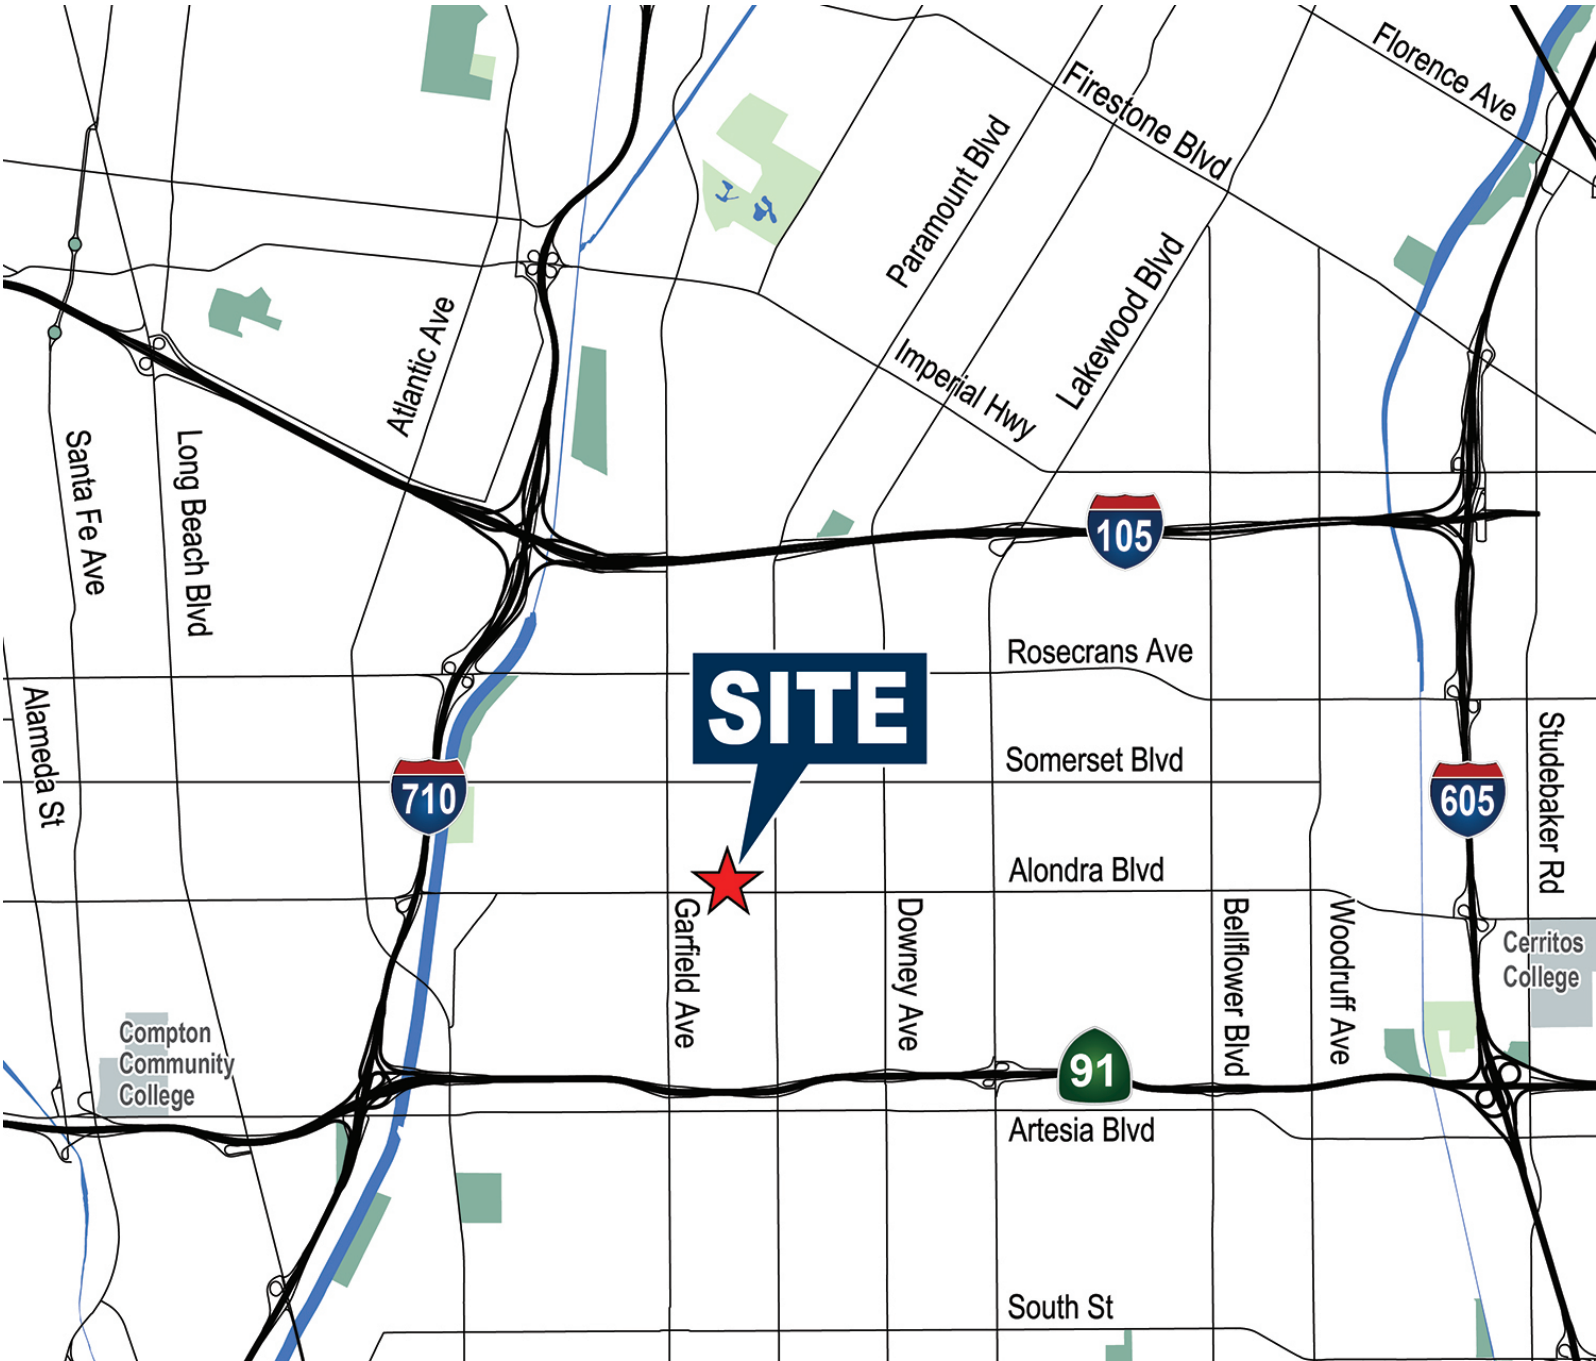 Florence Ave
Firestone Blvd
Paramount Blvd
Lakewood Blvd
Atlantic Ave
Imperial Hwy
Santa Fe Ave
Long Beach Blvd
105
Rosecrans Ave
SITE
Alameda St
Somerset Blvd
Studebaker Rd
710
605
Alondra Blvd
Garfield Ave
Downey Ave
Bellflower Blvd
Woodruff Ave
Cerritos
College
Compton
Community
College
91
Artesia Blvd
South St